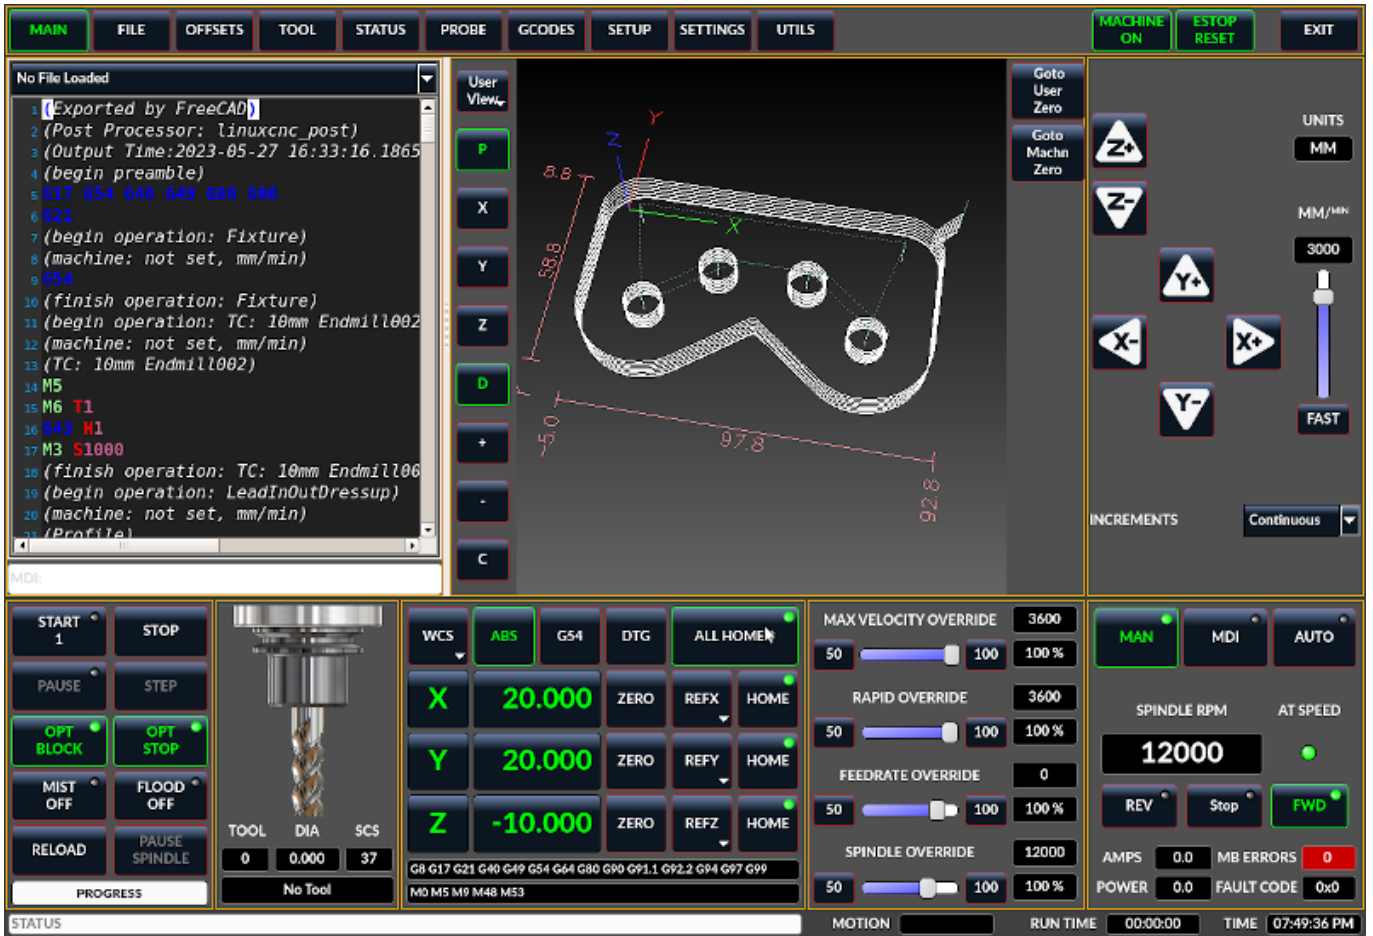 MAIN FILE OFFSETS TOOL STATUS PROBE GCODES SETUP SETTINGS UTILS MACHINE ON ESTOP RESET EXIT
No File Loaded
1 (Exported by FreeCAD)
2 (Post Processor: linuxcnc_post)
3 (Output Time:2023-05-27 16:33:16.1865
4 (begin preamble)
5 G17 G54 G40 G49 G80 G90
6 G21
7 (begin operation: Fixture)
8 (machine: not set, mm/min)
9 G54
10 (finish operation: Fixture)
11 (begin operation: TC: 10mm Endmill002
12 (machine: not set, mm/min)
13 (TC: 10mm Endmill002)
14 M5
15 M6 T1
16 G43 H1
17 M3 S1000
18 (finish operation: TC: 10mm Endmill00
19 (begin operation: LeadInOutDressup)
20 (machine: not set, mm/min)
21 (Profile)
MDI:
User View
P
X
Y
Z
D
+
-
C
Y
Z
X
8.8
58.8
-5.0
97.8
92.8
Goto User Zero
Goto Machn Zero
Z+
Z-
Y+
X-
X+
Y-
UNITS
MM
MM/MIN
3000
FAST
INCREMENTS Continuous
START 1
STOP
PAUSE
STEP
OPT BLOCK
OPT STOP
MIST OFF
FLOOD OFF
RELOAD
PAUSE SPINDLE
PROGRESS
TOOL DIA SCS
0 0.000 37
No Tool
WCS ABS G54 DTG ALL HOMED
X 20.000 ZERO REFX HOME
Y 20.000 ZERO REFY HOME
Z -10.000 ZERO REFZ HOME
G8 G17 G21 G40 G49 G54 G64 G80 G90 G91.1 G92.2 G94 G97 G99
M0 M5 M9 M48 M53
MAX VELOCITY OVERRIDE 3600
50 100 100 %
RAPID OVERRIDE 3600
50 100 100 %
FEEDRATE OVERRIDE 0
50 100 100 %
SPINDLE OVERRIDE 12000
50 100 100 %
MAN MDI AUTO
SPINDLE RPM AT SPEED
12000
REV Stop FWD
AMPS 0.0 MB ERRORS 0
POWER 0.0 FAULT CODE 0x0
STATUS
MOTION
RUN TIME 00:00:00
TIME 07:49:36 PM